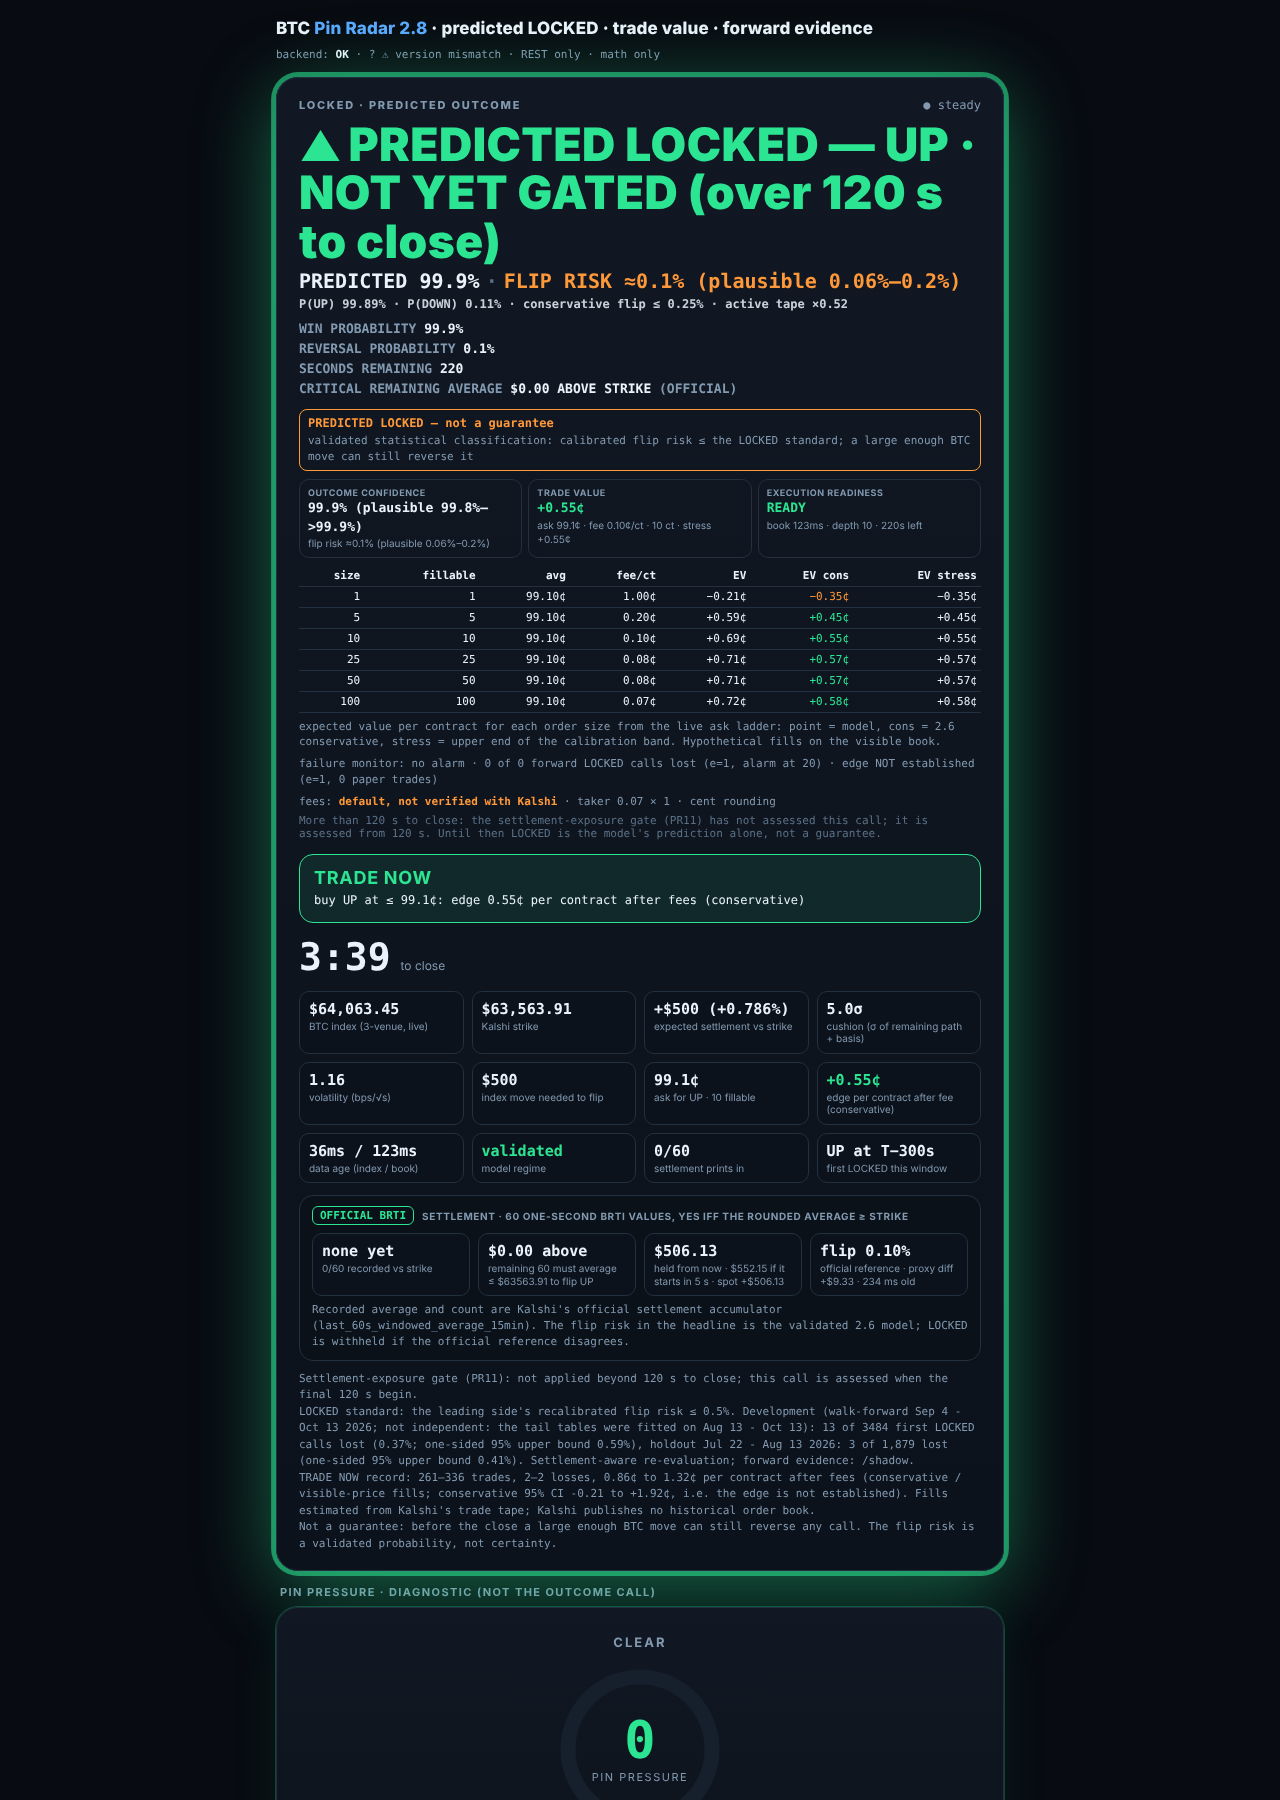 BTC Pin Radar 2.8 · predicted LOCKED · trade value · forward evidence
backend: OK · ? ⚠ version mismatch · REST only · math only
LOCKED · PREDICTED OUTCOME
● steady
▲ PREDICTED LOCKED — UP ·
NOT YET GATED (over 120 s
to close)
PREDICTED 99.9% · FLIP RISK ≈0.1% (plausible 0.06%–0.2%)
P(UP) 99.89% · P(DOWN) 0.11% · conservative flip ≤ 0.25% · active tape ×0.52
WIN PROBABILITY 99.9%
REVERSAL PROBABILITY 0.1%
SECONDS REMAINING 220
CRITICAL REMAINING AVERAGE $0.00 ABOVE STRIKE (OFFICIAL)
PREDICTED LOCKED — not a guarantee
validated statistical classification: calibrated flip risk ≤ the LOCKED standard; a large enough BTC
move can still reverse it
OUTCOME CONFIDENCE
99.9% (plausible 99.8%–
>99.9%)
flip risk ≈0.1% (plausible 0.06%–0.2%)
TRADE VALUE
+0.55¢
ask 99.1¢ · fee 0.10¢/ct · 10 ct · stress
+0.55¢
EXECUTION READINESS
READY
book 123ms · depth 10 · 220s left
size fillable avg fee/ct EV EV cons EV stress
1 1 99.10¢ 1.00¢ −0.21¢ −0.35¢ −0.35¢
5 5 99.10¢ 0.20¢ +0.59¢ +0.45¢ +0.45¢
10 10 99.10¢ 0.10¢ +0.69¢ +0.55¢ +0.55¢
25 25 99.10¢ 0.08¢ +0.71¢ +0.57¢ +0.57¢
50 50 99.10¢ 0.08¢ +0.71¢ +0.57¢ +0.57¢
100 100 99.10¢ 0.07¢ +0.72¢ +0.58¢ +0.58¢
expected value per contract for each order size from the live ask ladder: point = model, cons = 2.6
conservative, stress = upper end of the calibration band. Hypothetical fills on the visible book.
failure monitor: no alarm · 0 of 0 forward LOCKED calls lost (e=1, alarm at 20) · edge NOT established
(e=1, 0 paper trades)
fees: default, not verified with Kalshi · taker 0.07 × 1 · cent rounding
More than 120 s to close: the settlement-exposure gate (PR11) has not assessed this call; it is
assessed from 120 s. Until then LOCKED is the model's prediction alone, not a guarantee.
TRADE NOW
buy UP at ≤ 99.1¢: edge 0.55¢ per contract after fees (conservative)
3:39 to close
$64,063.45
BTC index (3-venue, live)
$63,563.91
Kalshi strike
+$500 (+0.786%)
expected settlement vs strike
5.0σ
cushion (σ of remaining path
+ basis)
1.16
volatility (bps/√s)
$500
index move needed to flip
99.1¢
ask for UP · 10 fillable
+0.55¢
edge per contract after fee
(conservative)
36ms / 123ms
data age (index / book)
validated
model regime
0/60
settlement prints in
UP at T−300s
first LOCKED this window
OFFICIAL BRTI SETTLEMENT · 60 ONE-SECOND BRTI VALUES, YES IFF THE ROUNDED AVERAGE ≥ STRIKE
none yet
0/60 recorded vs strike
$0.00 above
remaining 60 must average
≤ $63563.91 to flip UP
$506.13
held from now · $552.15 if it
starts in 5 s · spot +$506.13
flip 0.10%
official reference · proxy diff
+$9.33 · 234 ms old
Recorded average and count are Kalshi's official settlement accumulator
(last_60s_windowed_average_15min). The flip risk in the headline is the validated 2.6 model; LOCKED
is withheld if the official reference disagrees.
Settlement-exposure gate (PR11): not applied beyond 120 s to close; this call is assessed when the
final 120 s begin.
LOCKED standard: the leading side's recalibrated flip risk ≤ 0.5%. Development (walk-forward Sep 4 -
Oct 13 2026; not independent: the tail tables were fitted on Aug 13 - Oct 13): 13 of 3484 first LOCKED
calls lost (0.37%; one-sided 95% upper bound 0.59%), holdout Jul 22 - Aug 13 2026: 3 of 1,879 lost
(one-sided 95% upper bound 0.41%). Settlement-aware re-evaluation; forward evidence: /shadow.
TRADE NOW record: 261–336 trades, 2–2 losses, 0.86¢ to 1.32¢ per contract after fees (conservative /
visible-price fills; conservative 95% CI -0.21 to +1.92¢, i.e. the edge is not established). Fills
estimated from Kalshi's trade tape; Kalshi publishes no historical order book.
Not a guarantee: before the close a large enough BTC move can still reverse any call. The flip risk is
a validated probability, not certainty.
PIN PRESSURE · DIAGNOSTIC (NOT THE OUTCOME CALL)
CLEAR
0
PIN PRESSURE